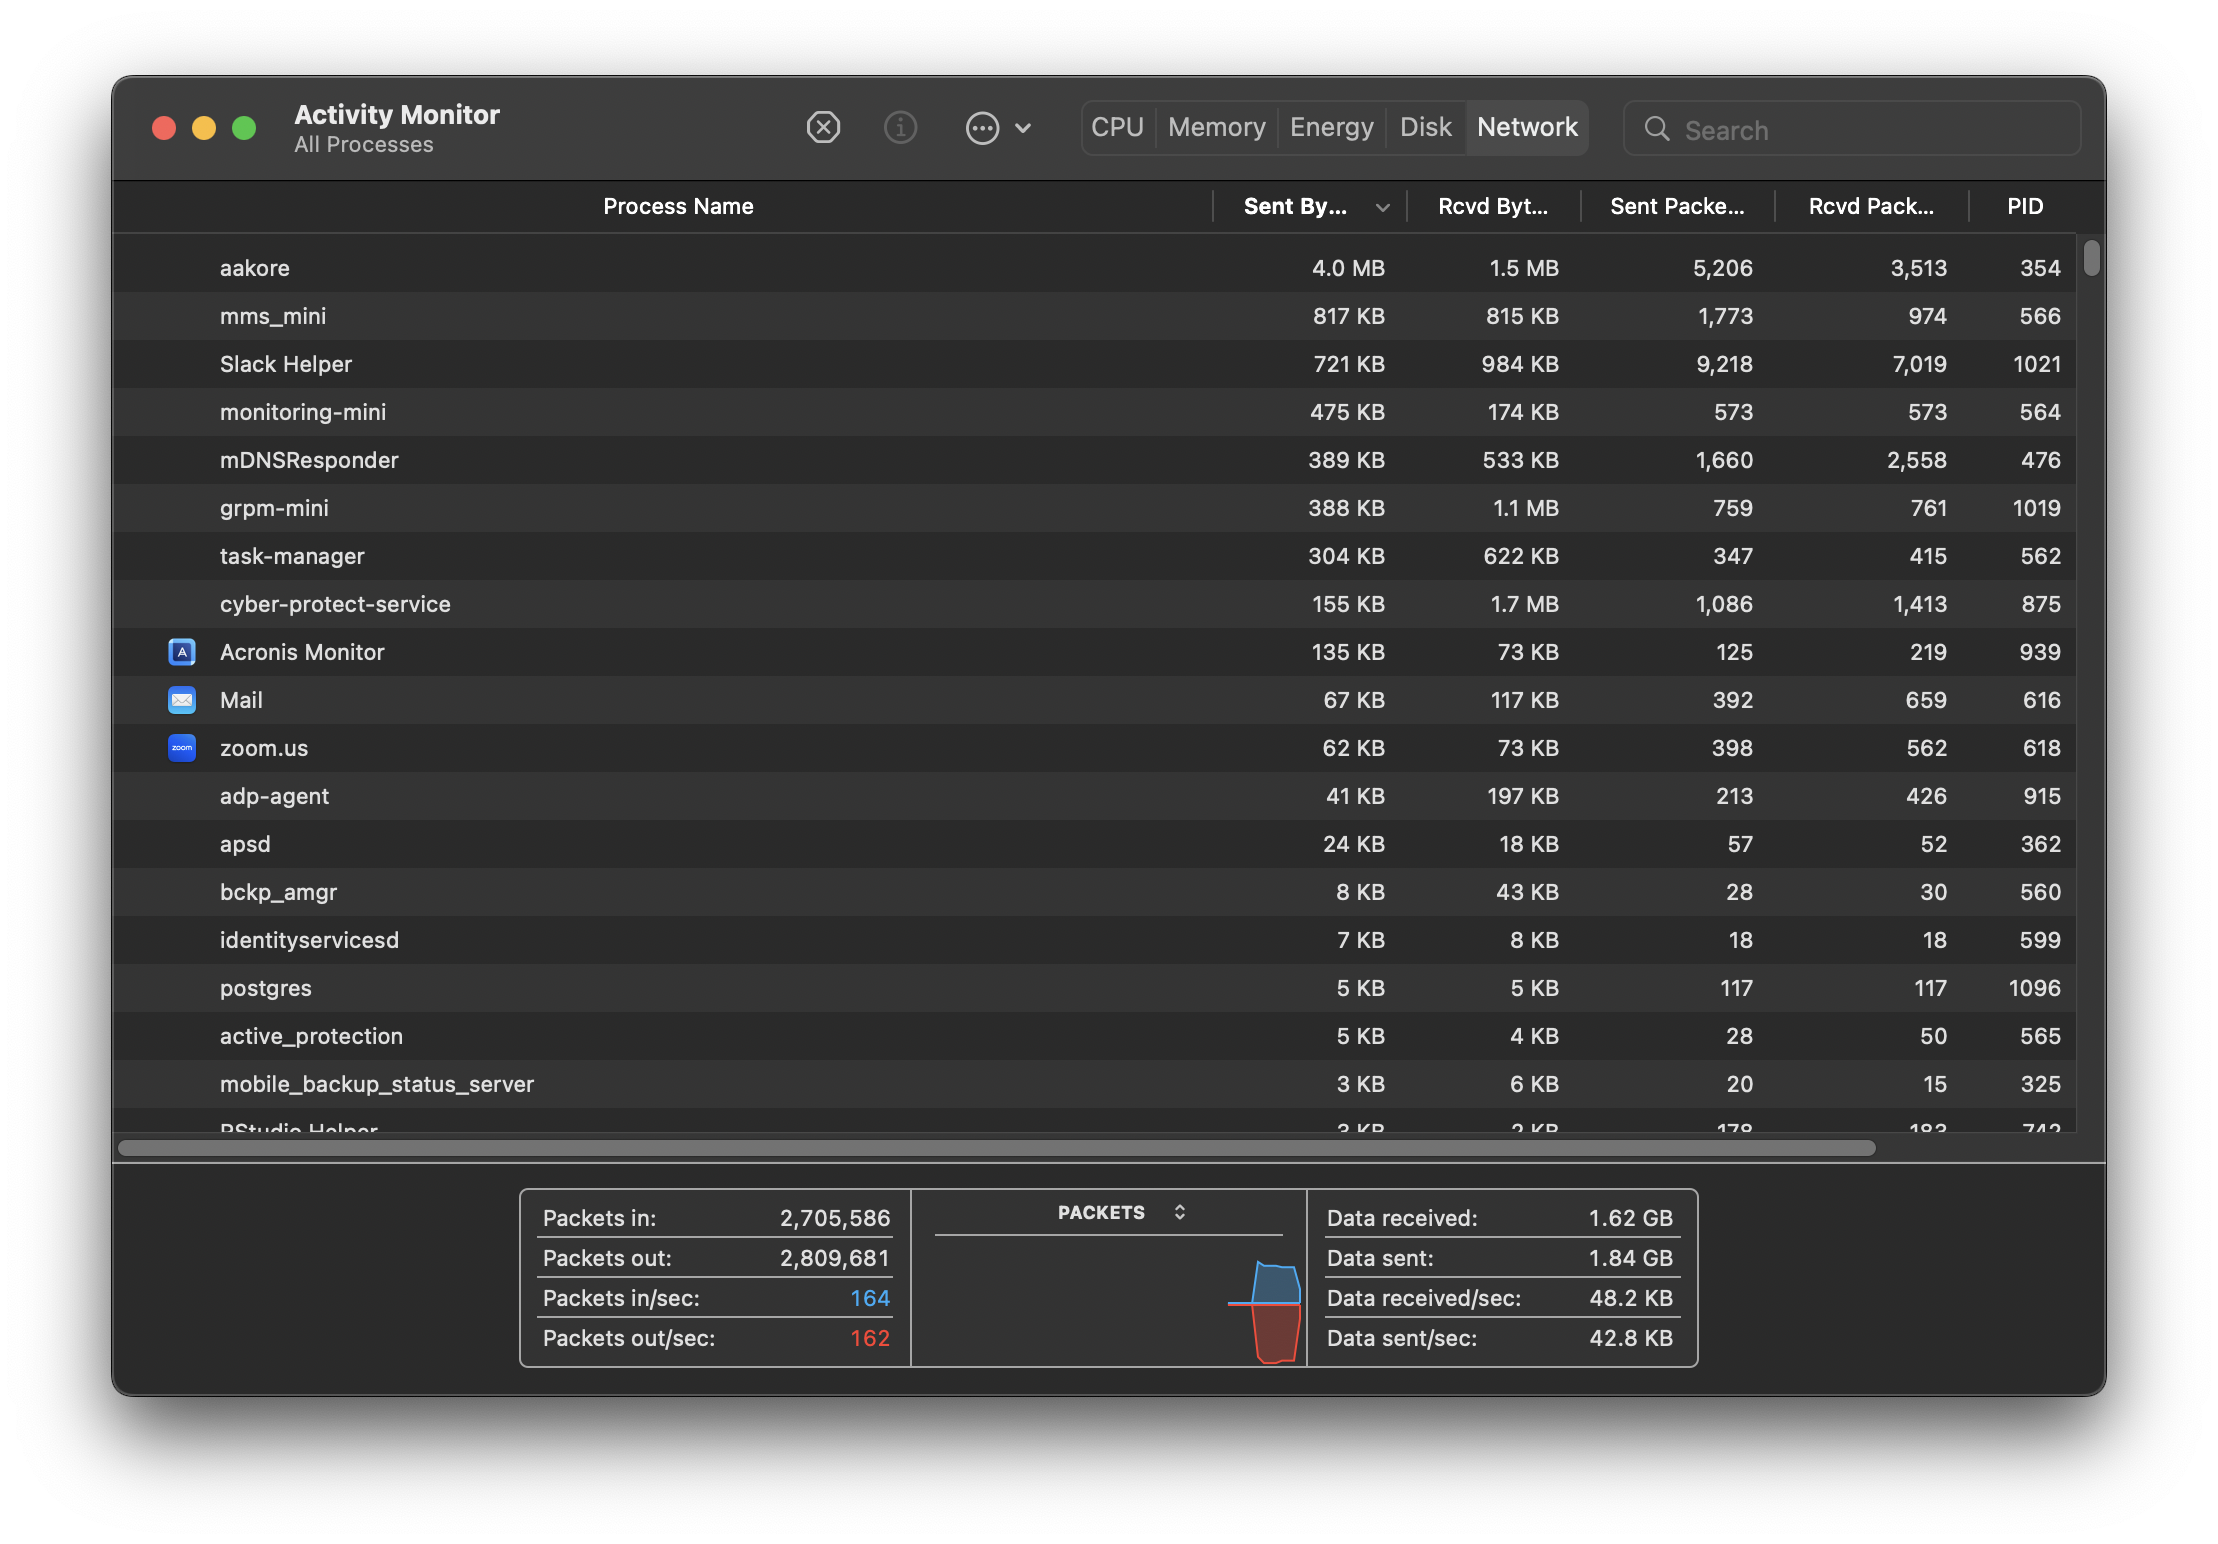 Activity Monitor
All Processes
CPU Memory Energy Disk Network Search
Process Name Sent By... Rcvd Byt... Sent Packe... Rcvd Pack... PID
aakore 4.0 MB 1.5 MB 5,206 3,513 354
mms_mini 817 KB 815 KB 1,773 974 566
Slack Helper 721 KB 984 KB 9,218 7,019 1021
monitoring-mini 475 KB 174 KB 573 573 564
mDNSResponder 389 KB 533 KB 1,660 2,558 476
grpm-mini 388 KB 1.1 MB 759 761 1019
task-manager 304 KB 622 KB 347 415 562
cyber-protect-service 155 KB 1.7 MB 1,086 1,413 875
A Acronis Monitor 135 KB 73 KB 125 219 939
Mail 67 KB 117 KB 392 659 616
zoom zoom.us 62 KB 73 KB 398 562 618
adp-agent 41 KB 197 KB 213 426 915
apsd 24 KB 18 KB 57 52 362
bckp_amgr 8 KB 43 KB 28 30 560
identityservicesd 7 KB 8 KB 18 18 599
postgres 5 KB 5 KB 117 117 1096
active_protection 5 KB 4 KB 28 50 565
mobile_backup_status_server 3 KB 6 KB 20 15 325
RStudio Helper 3 KB 2 KB 178 183 742
Packets in: 2,705,586
Packets out: 2,809,681
Packets in/sec: 164
Packets out/sec: 162
PACKETS
Data received: 1.62 GB
Data sent: 1.84 GB
Data received/sec: 48.2 KB
Data sent/sec: 42.8 KB